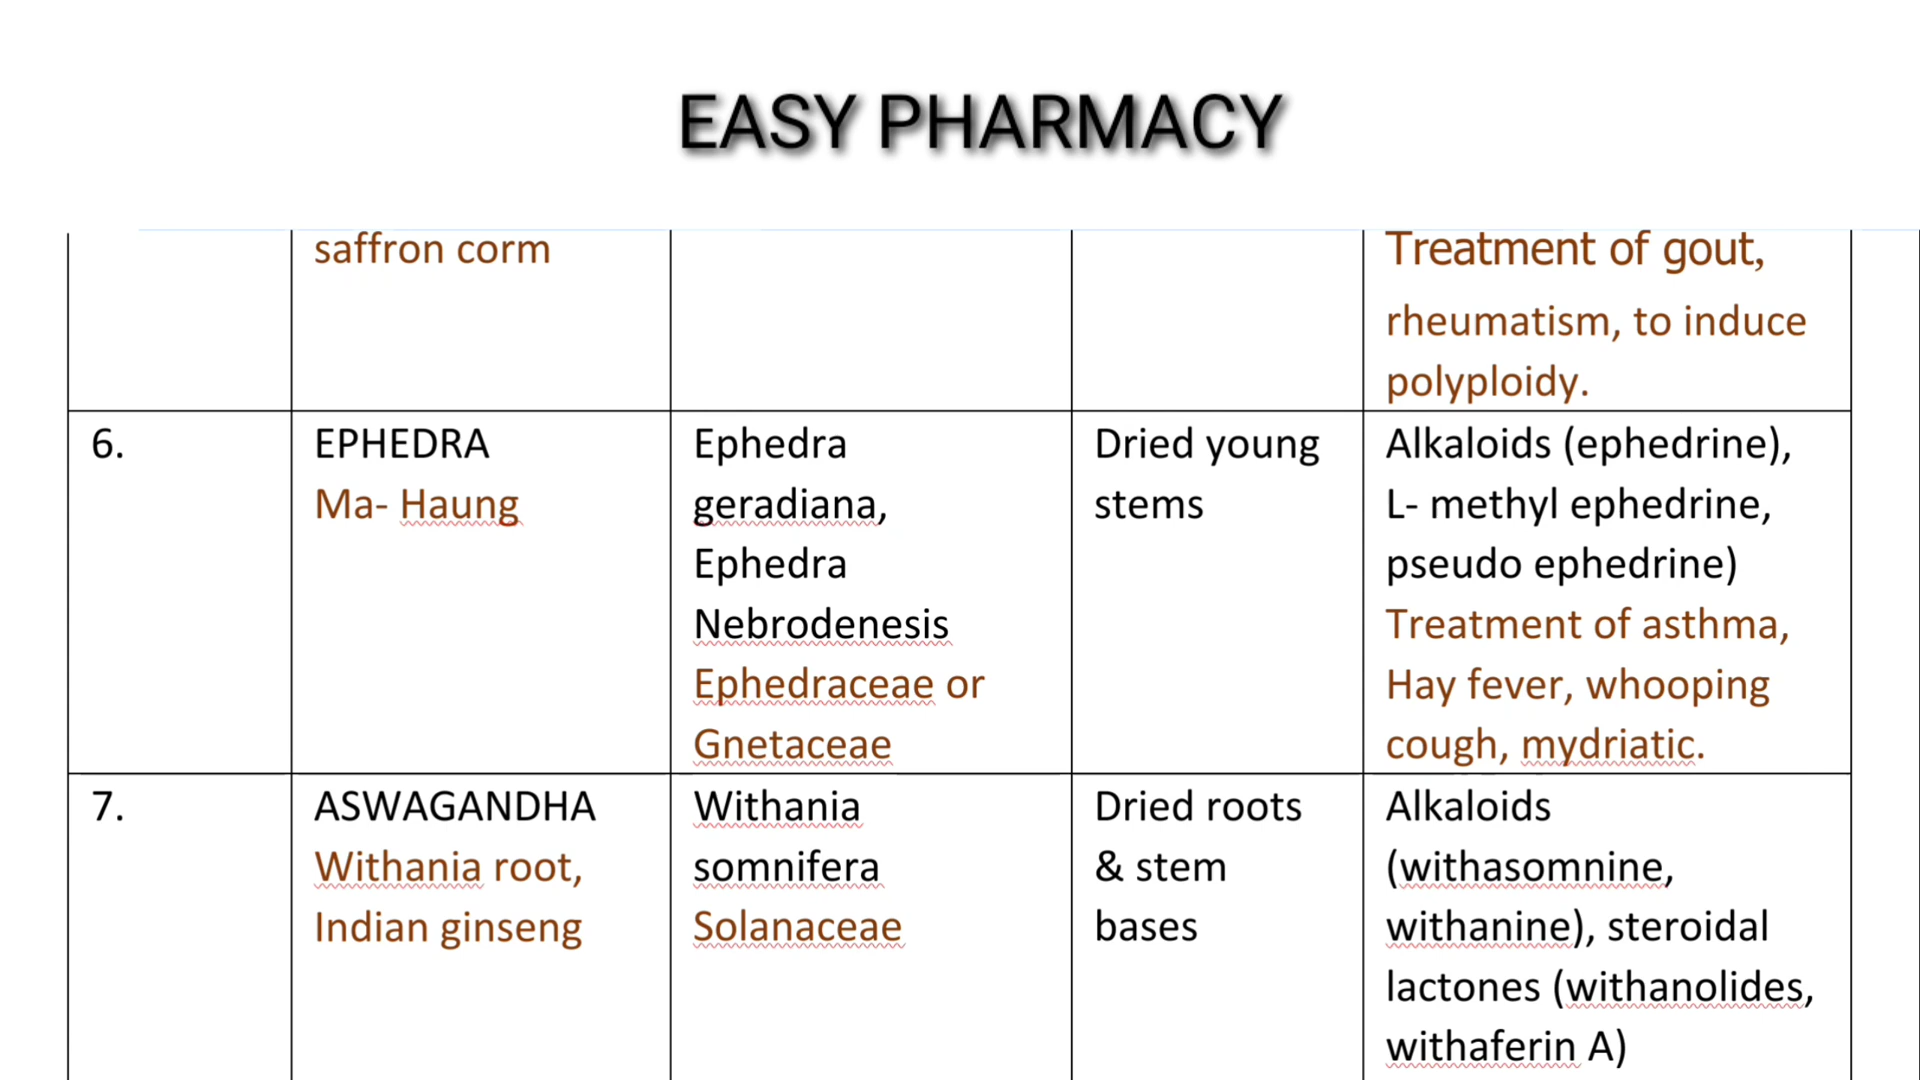 EASY PHARMACY
saffron corm
Treatment of gout,
rheumatism, to induce
polyploidy.
6.
EPHEDRA
Ma- Haung
Ephedra
geradiana,
Ephedra
Nebrodenesis
Ephedraceae or
Gnetaceae
Dried young
stems
Alkaloids (ephedrine),
L- methyl ephedrine,
pseudo ephedrine)
Treatment of asthma,
Hay fever, whooping
cough, mydriatic.
7.
ASWAGANDHA
Withania root,
Indian ginseng
Withania
somnifera
Solanaceae
Dried roots
& stem
bases
Alkaloids
(withasomnine,
withanine), steroidal
lactones (withanolides,
withaferin A)